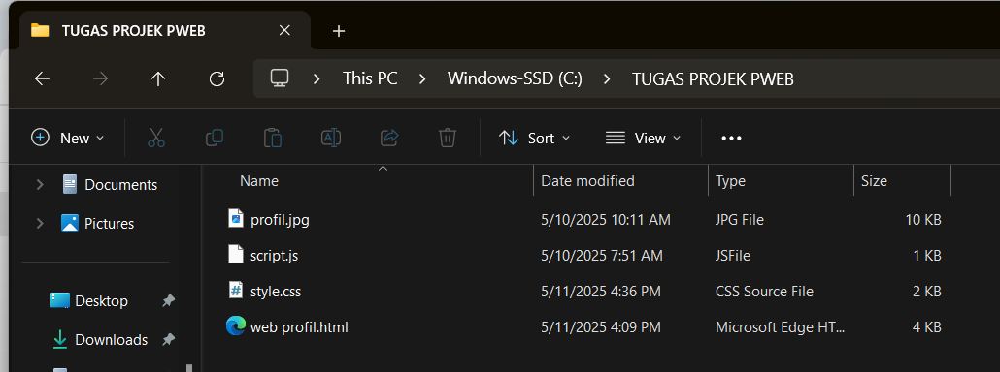 TUGAS PROJEK PWEB
This PC > Windows-SSD (C:) > TUGAS PROJEK PWEB
New Sort View
Name Date modified Type Size
Documents
Pictures
Desktop
Downloads
profil.jpg 5/10/2025 10:11 AM JPG File 10 KB
script.js 5/10/2025 7:51 AM JSFile 1 KB
style.css 5/11/2025 4:36 PM CSS Source File 2 KB
web profil.html 5/11/2025 4:09 PM Microsoft Edge HT... 4 KB